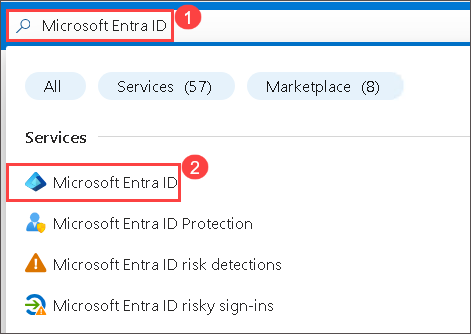 Microsoft Entra ID 1
All Services (57) Marketplace (8)
Services
Microsoft Entra ID 2
Microsoft Entra ID Protection
Microsoft Entra ID risk detections
Microsoft Entra ID risky sign-ins